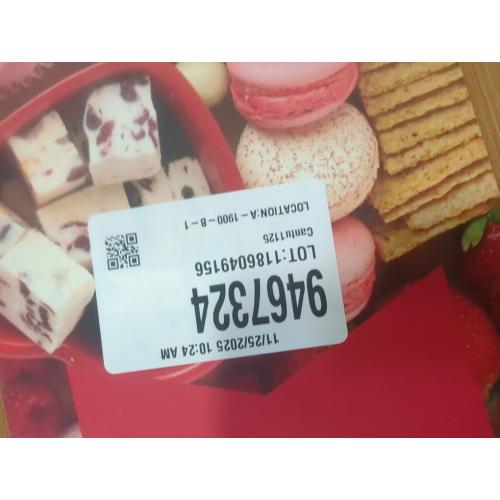 11/25/2025 10:24 AM
9467324
LOT:1186049156
Cantu1125
LOCATION:A – 1900 – B – 1